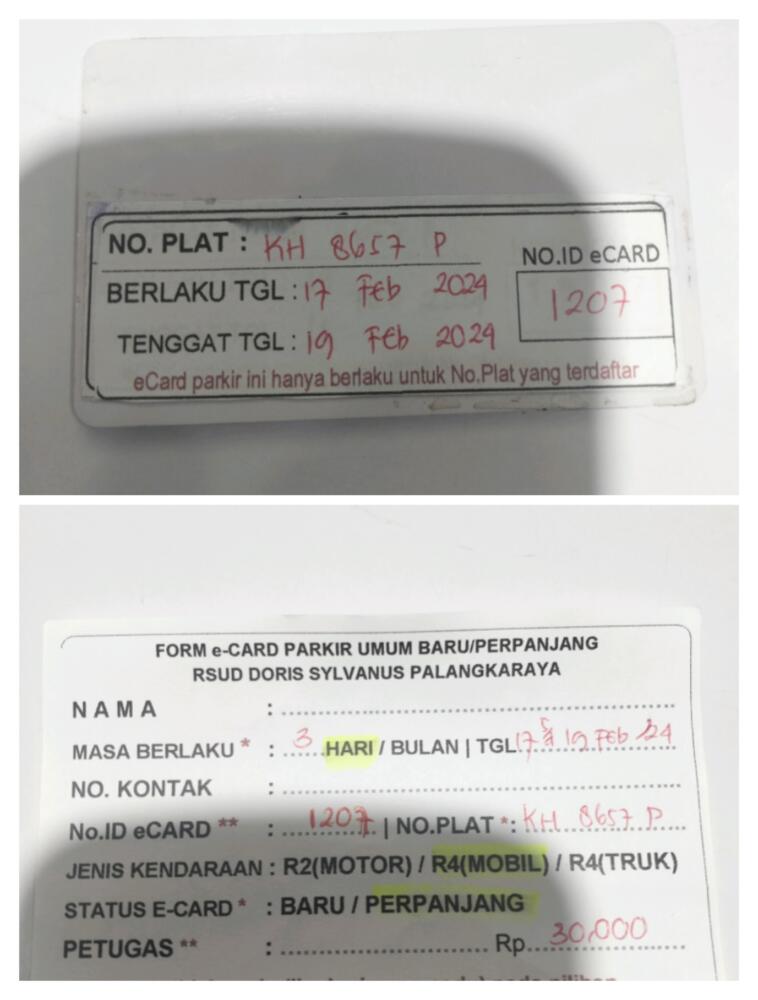 NO. PLAT : KH 8657 P
NO.ID eCARD
BERLAKU TGL : 17 Feb 2024
1207
TENGGAT TGL : 19 Feb 2024
eCard parkir ini hanya berlaku untuk No.Plat yang terdaftar
FORM e-CARD PARKIR UMUM BARU/PERPANJANG
RSUD DORIS SYLVANUS PALANGKARAYA
N A M A : ........................
MASA BERLAKU * : 3 HARI / BULAN | TGL 17 s/d 19 Feb '24
NO. KONTAK : ........................
No.ID eCARD ** : 1207 | NO.PLAT *: KH 8657 P
JENIS KENDARAAN : R2(MOTOR) / R4(MOBIL) / R4(TRUK)
STATUS E-CARD * : BARU / PERPANJANG
PETUGAS ** : ........................ Rp. 30,000